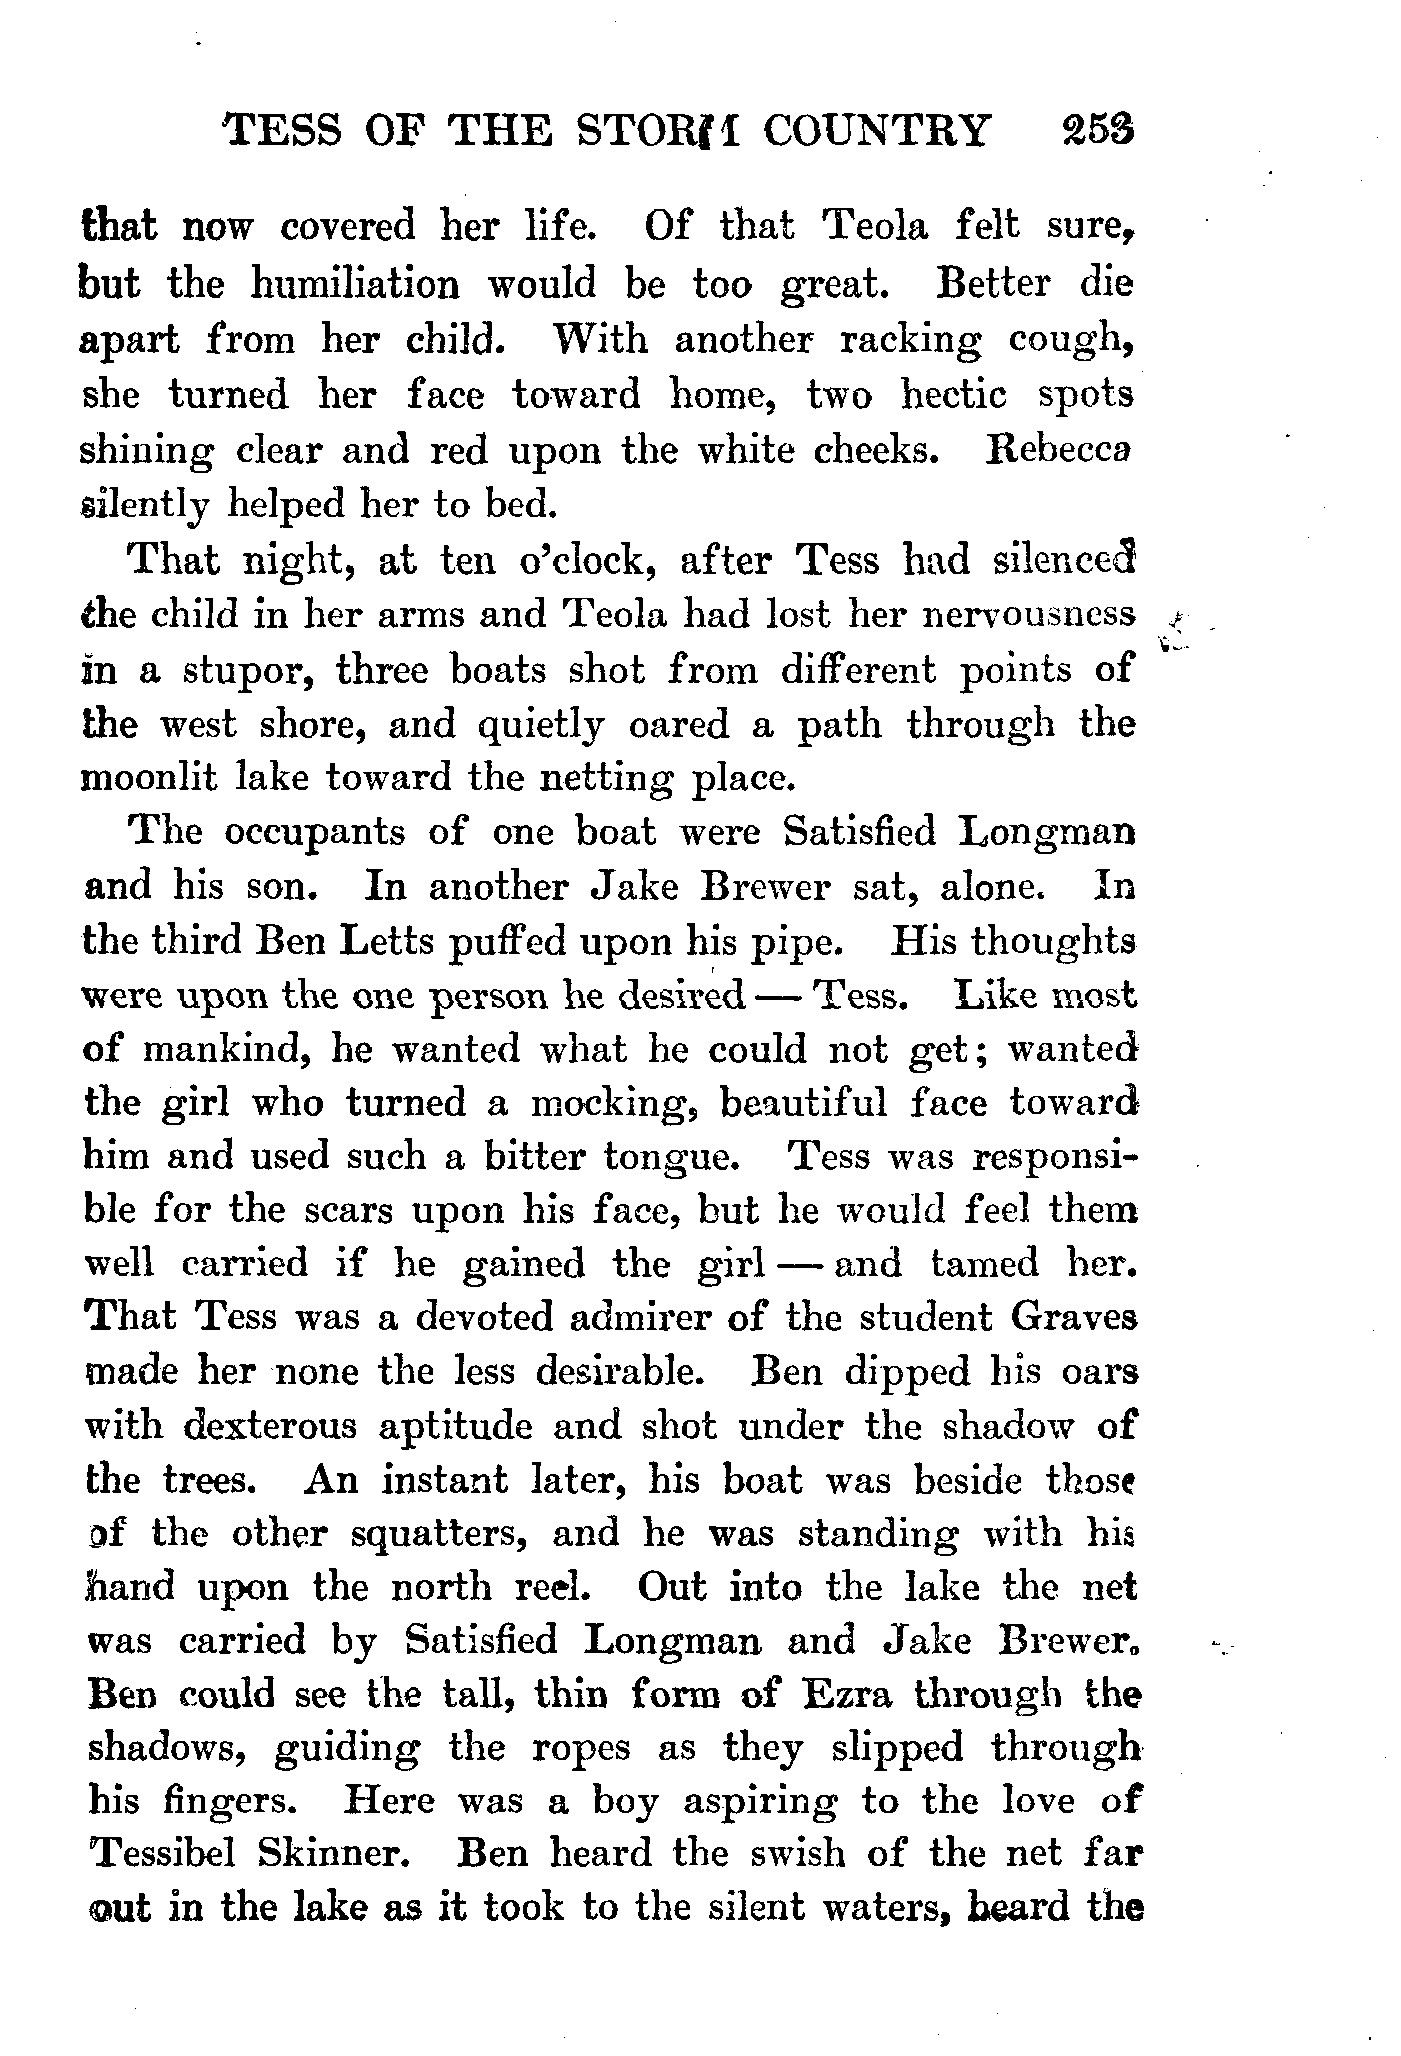 TESS OF THE STORM COUNTRY 253
that now covered her life. Of that Teola felt sure,
but the humiliation would be too great. Better die
apart from her child. With another racking cough,
she turned her face toward home, two hectic spots
shining clear and red upon the white cheeks. Rebecca
silently helped her to bed.
That night, at ten o'clock, after Tess had silenced
the child in her arms and Teola had lost her nervousness
in a stupor, three boats shot from different points of
the west shore, and quietly oared a path through the
moonlit lake toward the netting place.
The occupants of one boat were Satisfied Longman
and his son. In another Jake Brewer sat, alone. In
the third Ben Letts puffed upon his pipe. His thoughts
were upon the one person he desired — Tess. Like most
of mankind, he wanted what he could not get; wanted
the girl who turned a mocking, beautiful face toward
him and used such a bitter tongue. Tess was responsi-
ble for the scars upon his face, but he would feel them
well carried if he gained the girl — and tamed her.
That Tess was a devoted admirer of the student Graves
made her none the less desirable. Ben dipped his oars
with dexterous aptitude and shot under the shadow of
the trees. An instant later, his boat was beside those
of the other squatters, and he was standing with his
hand upon the north reel. Out into the lake the net
was carried by Satisfied Longman and Jake Brewer.
Ben could see the tall, thin form of Ezra through the
shadows, guiding the ropes as they slipped through
his fingers. Here was a boy aspiring to the love of
Tessibel Skinner. Ben heard the swish of the net far
out in the lake as it took to the silent waters, heard the